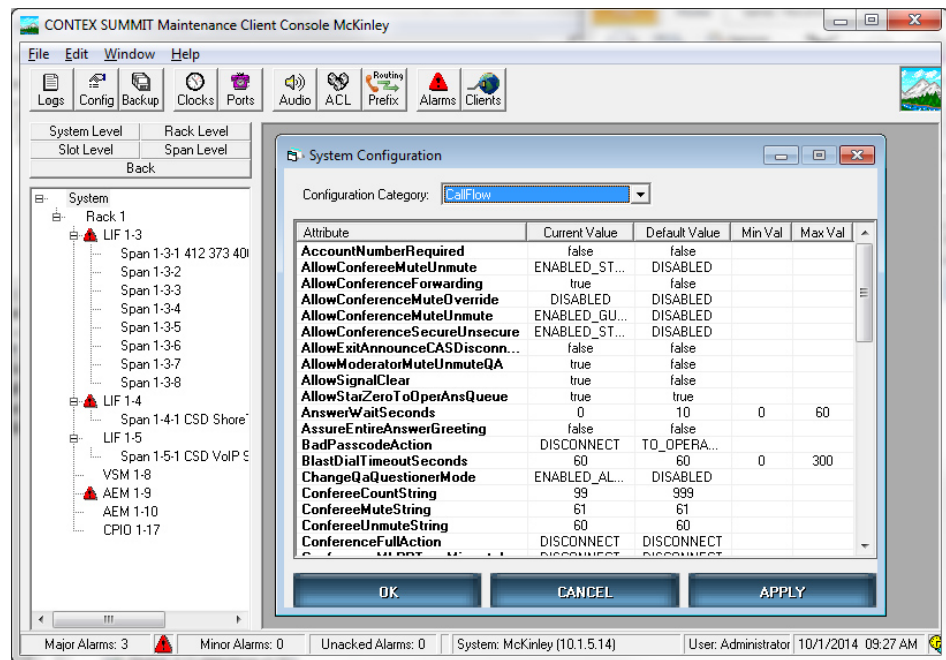 CONTEX SUMMIT Maintenance Client Console McKinley
File Edit Window Help
Routing
Logs Config Backup Clocks Ports Audio ACL Prefix Alarms Clients
System Level Rack Level
Slot Level Span Level
Back
System
Rack 1
LIF 1-3
Span 1-3-1 412 373 40
Span 1-3-2
Span 1-3-3
Span 1-3-4
Span 1-3-5
Span 1-3-6
Span 1-3-7
Span 1-3-8
LIF 1-4
Span 1-4-1 CSD Shore
LIF 1-5
Span 1-5-1 CSD VoIP S
VSM 1-8
AEM 1-9
AEM 1-10
CPIO 1-17
System Configuration
Configuration Category: CallFlow
Attribute Current Value Default Value Min Val Max Val
AccountNumberRequired false false
AllowConfereeMuteUnmute ENABLED_ST... DISABLED
AllowConferenceForwarding true false
AllowConferenceMuteOverride DISABLED DISABLED
AllowConferenceMuteUnmute ENABLED_GU... DISABLED
AllowConferenceSecureUnsecure ENABLED_ST... DISABLED
AllowExitAnnounceCASDisconn... false false
AllowModeratorMuteUnmuteQA true false
AllowSignalClear true false
AllowStarZeroToOperAnsQueue true true
AnswerWaitSeconds 0 10 0 60
AssureEntireAnswerGreeting false false
BadPasscodeAction DISCONNECT TO_OPERA...
BlastDialTimeoutSeconds 60 60 0 300
ChangeQaQuestionerMode ENABLED_AL... DISABLED
ConfereeCountString 99 999
ConfereeMuteString 61 61
ConfereeUnmuteString 60 60
ConferenceFullAction DISCONNECT DISCONNECT
DISCONNECT DISCONNECT
OK CANCEL APPLY
Major Alarms: 3 Minor Alarms: 0 Unacked Alarms: 0 System: McKinley (10.1.5.14) User: Administrator 10/1/2014 09:27 AM